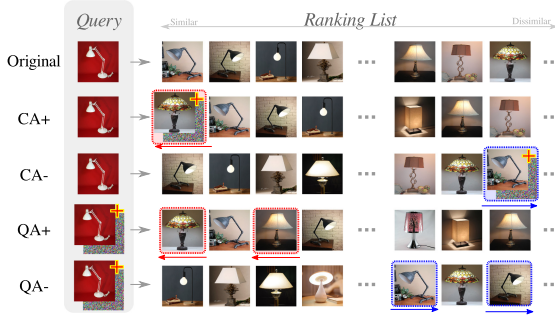 Query
Ranking List
Similar
Dissimilar
Original
CA+
CA-
QA+
QA-